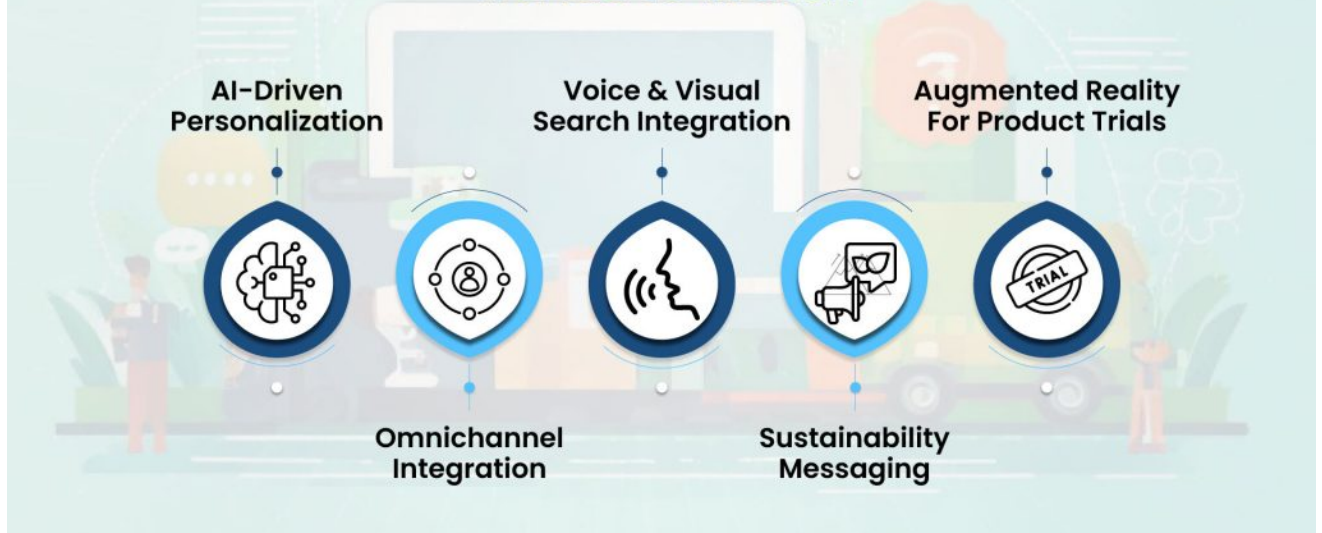 AI-Driven
Personalization
Voice & Visual
Search Integration
Augmented Reality
For Product Trials
TRIAL
Omnichannel
Integration
Sustainability
Messaging